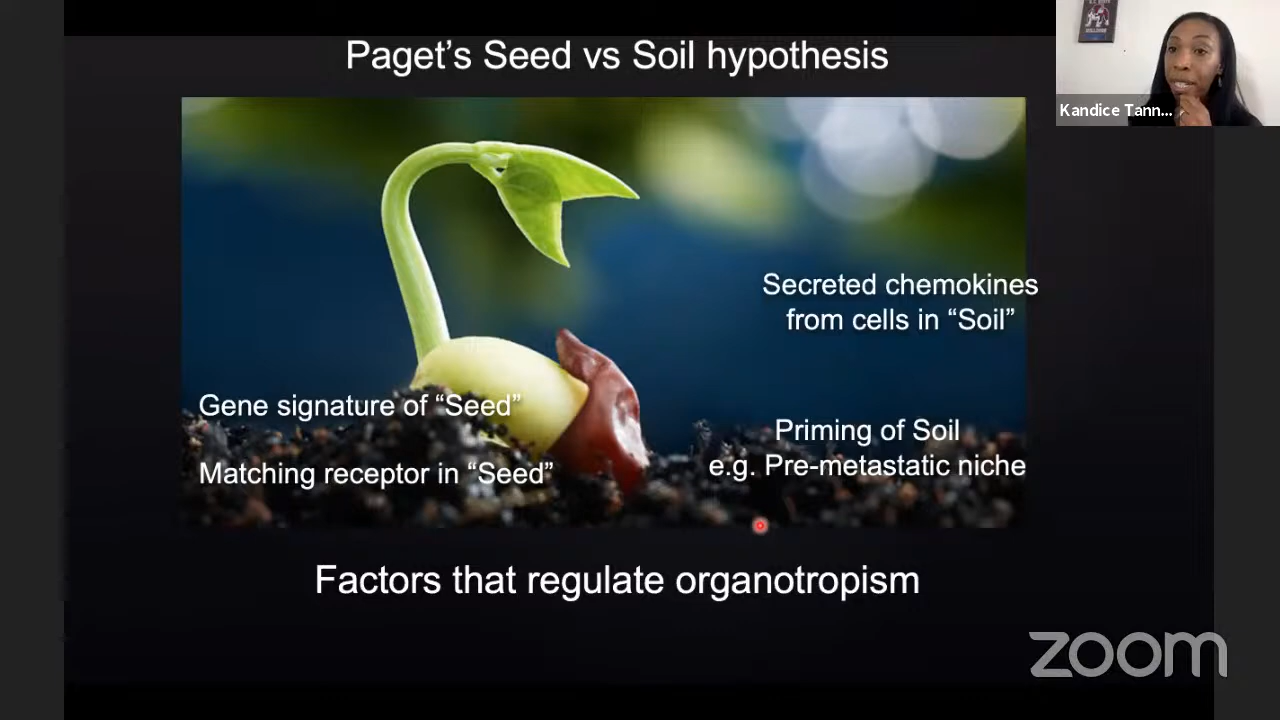 Paget’s Seed vs Soil hypothesis
Kandice Tann...
Secreted chemokines
from cells in “Soil”
Gene signature of “Seed”
Matching receptor in “Seed”
Priming of Soil
e.g. Pre-metastatic niche
Factors that regulate organotropism
zoom